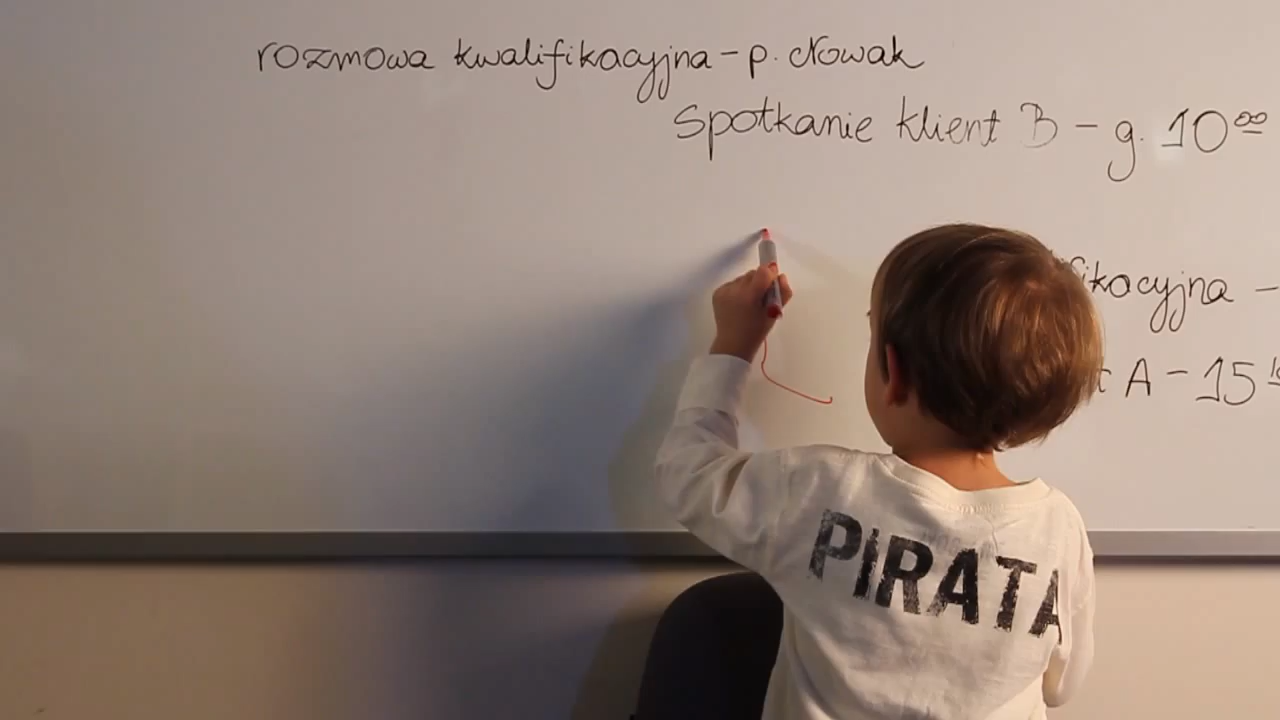 rozmowa kwalifikacyjna - p. Nowak
Spotkanie klient B - g. 10⁰⁰
fikacyjna -
A - 15
PIRATA